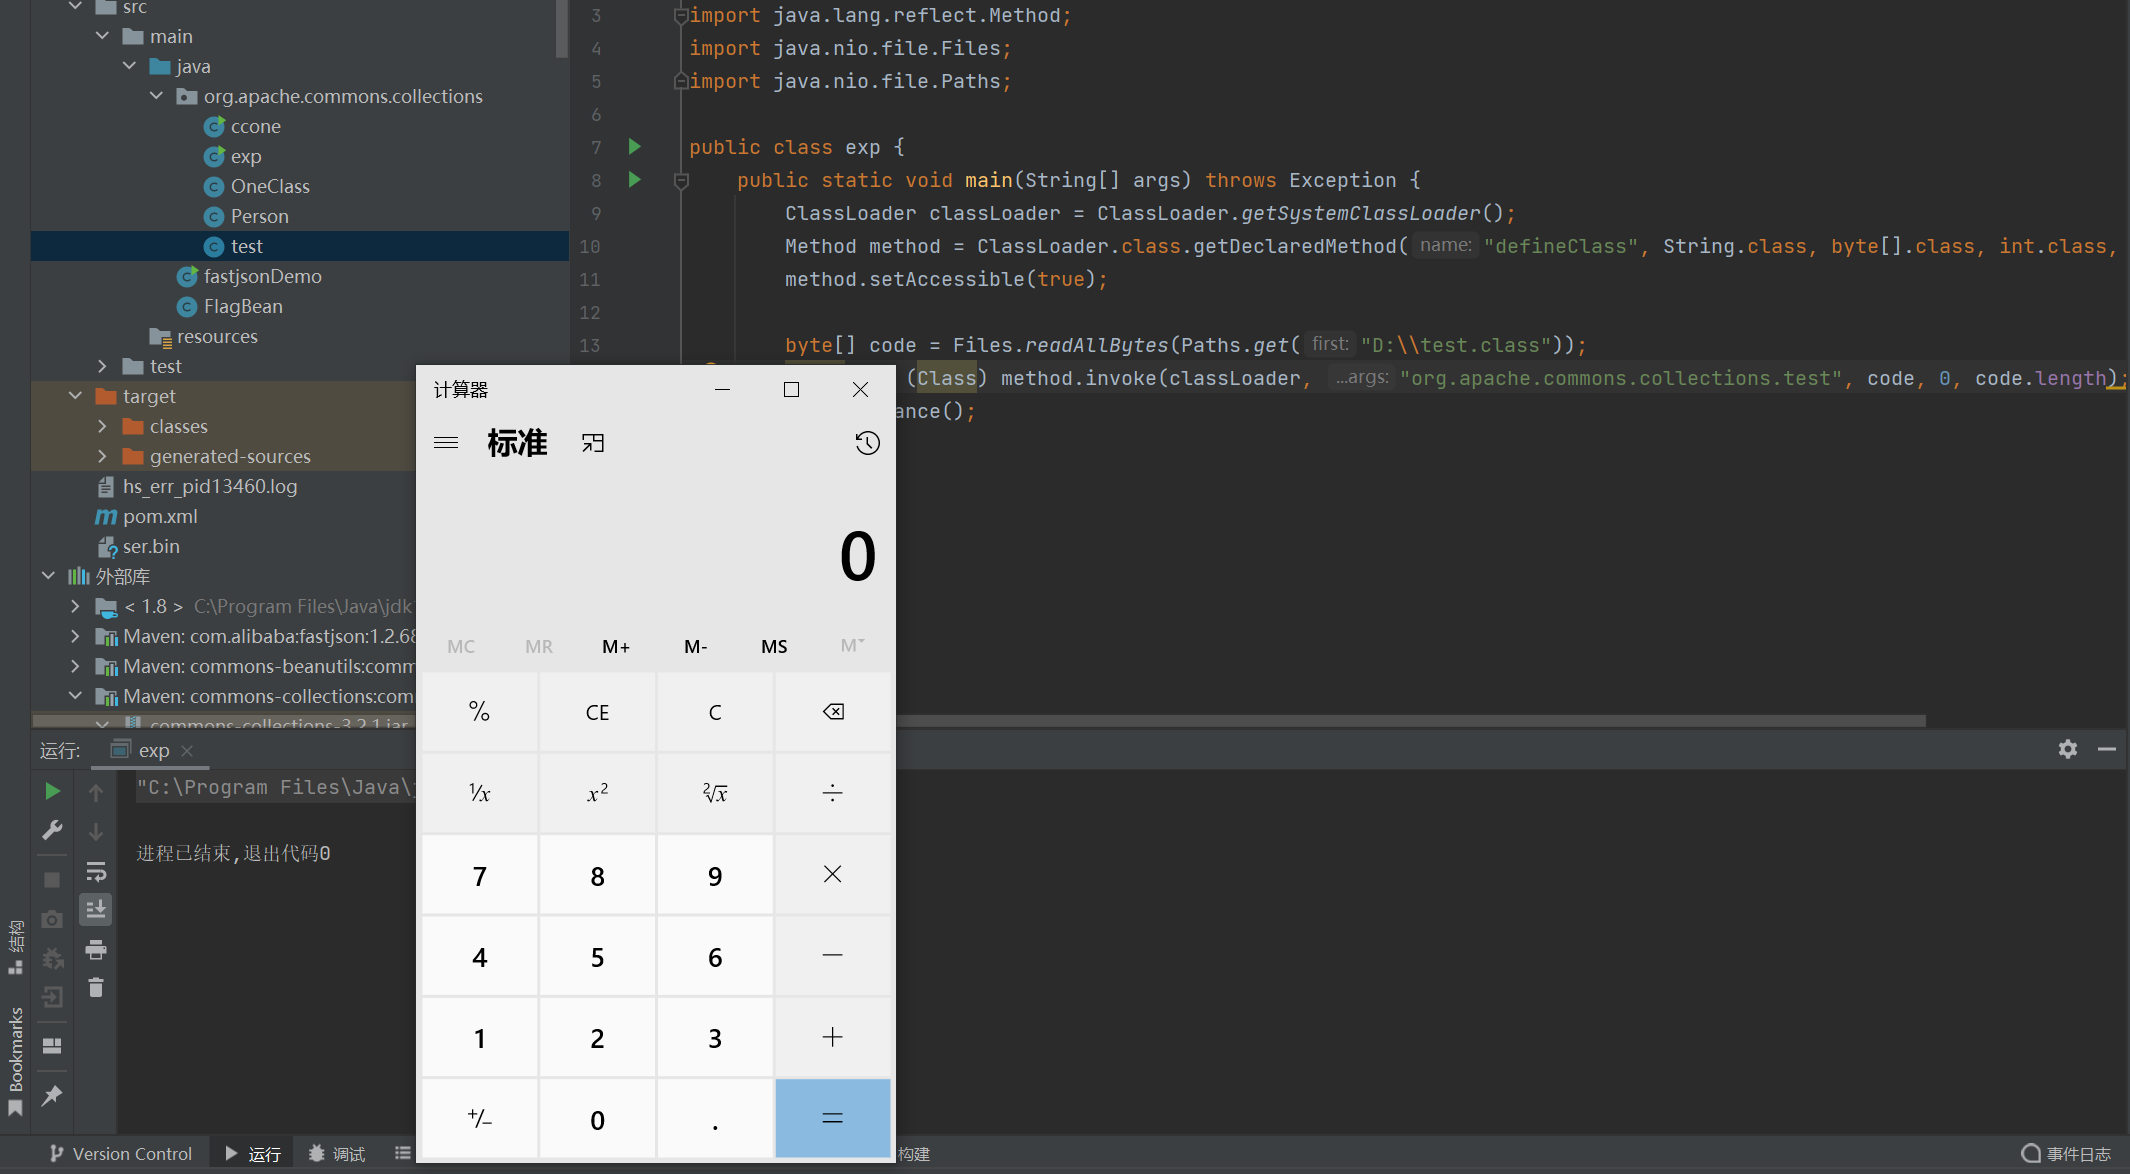 src
main
java
org.apache.commons.collections
ccone
exp
OneClass
Person
test
fastjsonDemo
FlagBean
resources
test
target
classes
generated-sources
hs_err_pid13460.log
pom.xml
ser.bin
外部库
< 1.8 > C:\Program Files\Java\jdk
Maven: com.alibaba:fastjson:1.2.68
Maven: commons-beanutils:comm
Maven: commons-collections:com
commons-collections-3.2.1.jar
3 import java.lang.reflect.Method;
4 import java.nio.file.Files;
5 import java.nio.file.Paths;
6
7 public class exp {
8 public static void main(String[] args) throws Exception {
9 ClassLoader classLoader = ClassLoader.getSystemClassLoader();
10 Method method = ClassLoader.class.getDeclaredMethod( name: "defineClass", String.class, byte[].class, int.class,
11 method.setAccessible(true);
12
13 byte[] code = Files.readAllBytes(Paths.get( first: "D:\\test.class"));
(Class) method.invoke(classLoader, ...args: "org.apache.commons.collections.test", code, 0, code.length);
ance();
计算器
标准
0
MC MR M+ M- MS M
% CE C
¹/x x² ²√x ÷
7 8 9 ×
4 5 6 −
1 2 3 +
+/− 0 . =
运行: exp
"C:\Program Files\Java\j
进程已结束,退出代码0
结构
Bookmarks
Version Control 运行 调试 构建 事件日志